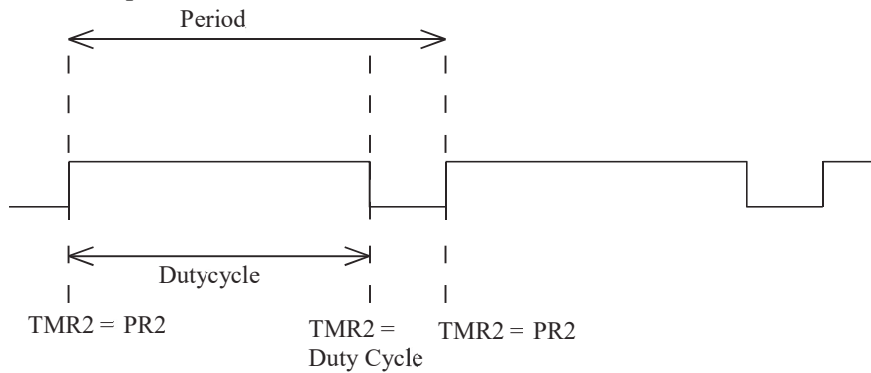 Period
Dutycycle
TMR2 = PR2
TMR2 =
Duty Cycle
TMR2 = PR2